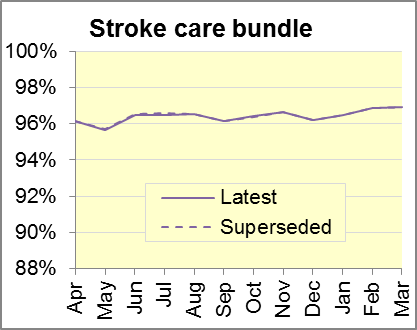 Stroke care bundle
100%
98%
96%
94%
92%
90%
88%
Latest
Superseded
Apr
May
Jun
Jul
Aug
Sep
Oct
Nov
Dec
Jan
Feb
Mar